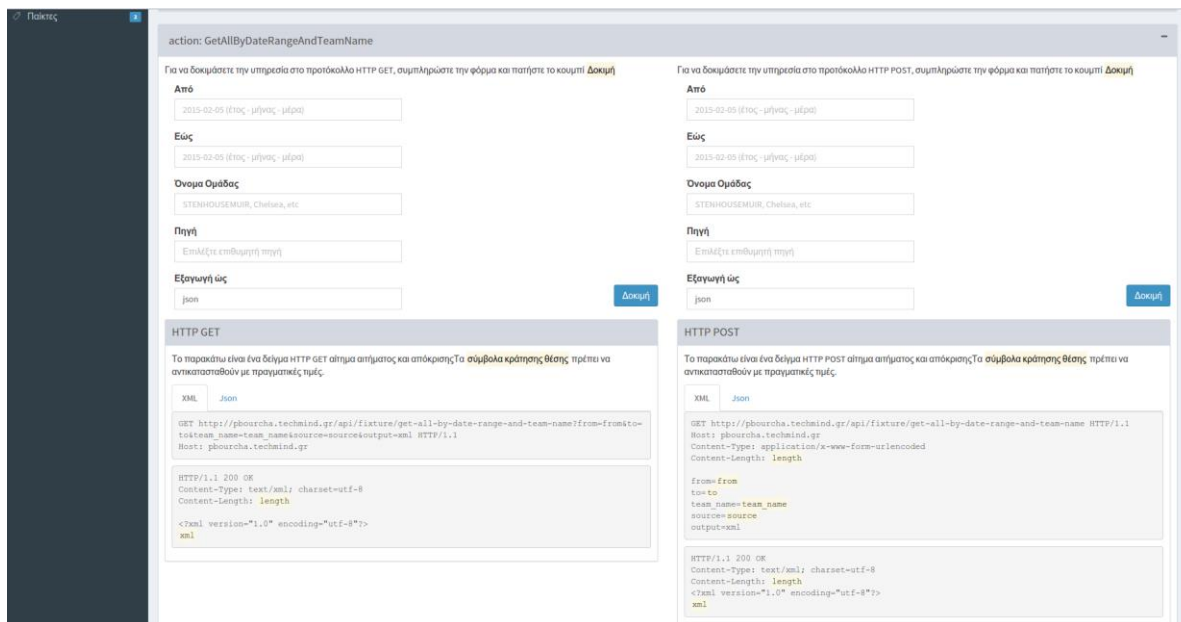 Παίκτες 3
action: GetAllByDateRangeAndTeamName
Για να δοκιμάσετε την υπηρεσία στο πρωτόκολλο HTTP GET, συμπληρώστε την φόρμα και πατήστε το κουμπί Δοκιμή
Από
2015-02-05 (έτος - μήνας - μέρα)
Εώς
2015-02-05 (έτος - μήνας - μέρα)
Όνομα Ομάδας
STENHOUSEMUIR, Chelsea, etc
Πηγή
Επιλέξτε επιθυμητή πηγή
Εξαγωγή ώς
json
Δοκιμή
HTTP GET
Το παρακάτω είναι ένα δείγμα HTTP GET αίτημα αιτήματος και απόκρισηςΤα σύμβολα κράτησης θέσης πρέπει να
αντικατασταθούν με πραγματικές τιμές.
XML Json
GET http://pbourcha.techmind.gr/api/fixture/get-all-by-date-range-and-team-name?from=from&to=
to&team_name=team_name&source=source&output=xml HTTP/1.1
Host: pbourcha.techmind.gr
HTTP/1.1 200 OK
Content-Type: text/xml; charset=utf-8
Content-Length: length
<?xml version="1.0" encoding="utf-8"?>
xml
Για να δοκιμάσετε την υπηρεσία στο πρωτόκολλο HTTP POST, συμπληρώστε την φόρμα και πατήστε το κουμπί Δοκιμή
Από
2015-02-05 (έτος - μήνας - μέρα)
Εώς
2015-02-05 (έτος - μήνας - μέρα)
Όνομα Ομάδας
STENHOUSEMUIR, Chelsea, etc
Πηγή
Επιλέξτε επιθυμητή πηγή
Εξαγωγή ώς
json
Δοκιμή
HTTP POST
Το παρακάτω είναι ένα δείγμα HTTP POST αίτημα αιτήματος και απόκρισηςΤα σύμβολα κράτησης θέσης πρέπει να
αντικατασταθούν με πραγματικές τιμές.
XML Json
GET http://pbourcha.techmind.gr/api/fixture/get-all-by-date-range-and-team-name HTTP/1.1
Host: pbourcha.techmind.gr
Content-Type: application/x-www-form-urlencoded
Content-Length: length
from=from
to=to
team_name=team_name
source=source
output=xml
HTTP/1.1 200 OK
Content-Type: text/xml; charset=utf-8
Content-Length: length
<?xml version="1.0" encoding="utf-8"?>
xml